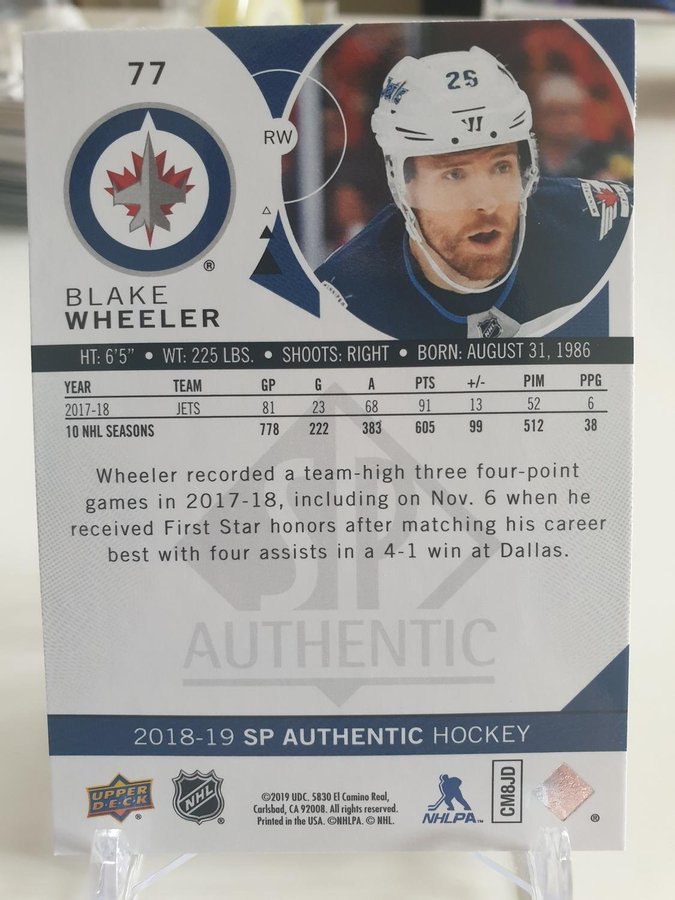 77
RW
Jets
26
BLAKE
WHEELER
HT: 6'5" • WT: 225 LBS. • SHOOTS: RIGHT • BORN: AUGUST 31, 1986
YEAR TEAM GP G A PTS +/- PIM PPG
2017-18 JETS 81 23 68 91 13 52 6
10 NHL SEASONS 778 222 383 605 99 512 38
Wheeler recorded a team-high three four-point
games in 2017-18, including on Nov. 6 when he
received First Star honors after matching his career
best with four assists in a 4-1 win at Dallas.
SP
AUTHENTIC
2018-19 SP AUTHENTIC HOCKEY
UPPER
D·E·C·K
NHL
©2019 UDC. 5830 El Camino Real,
Carlsbad, CA 92008. All rights reserved.
Printed in the USA. ©NHLPA. © NHL.
NHLPA™
CM8JD